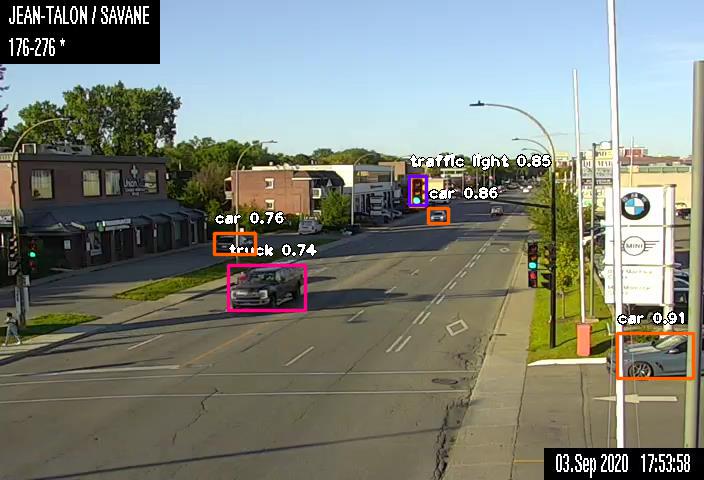 JEAN-TALON / SAVANE
176-276 *
traffic light 0.85
car 0.86
car 0.76
truck 0.74
MINI
car 0.91
03.Sep 2020 17:53:58